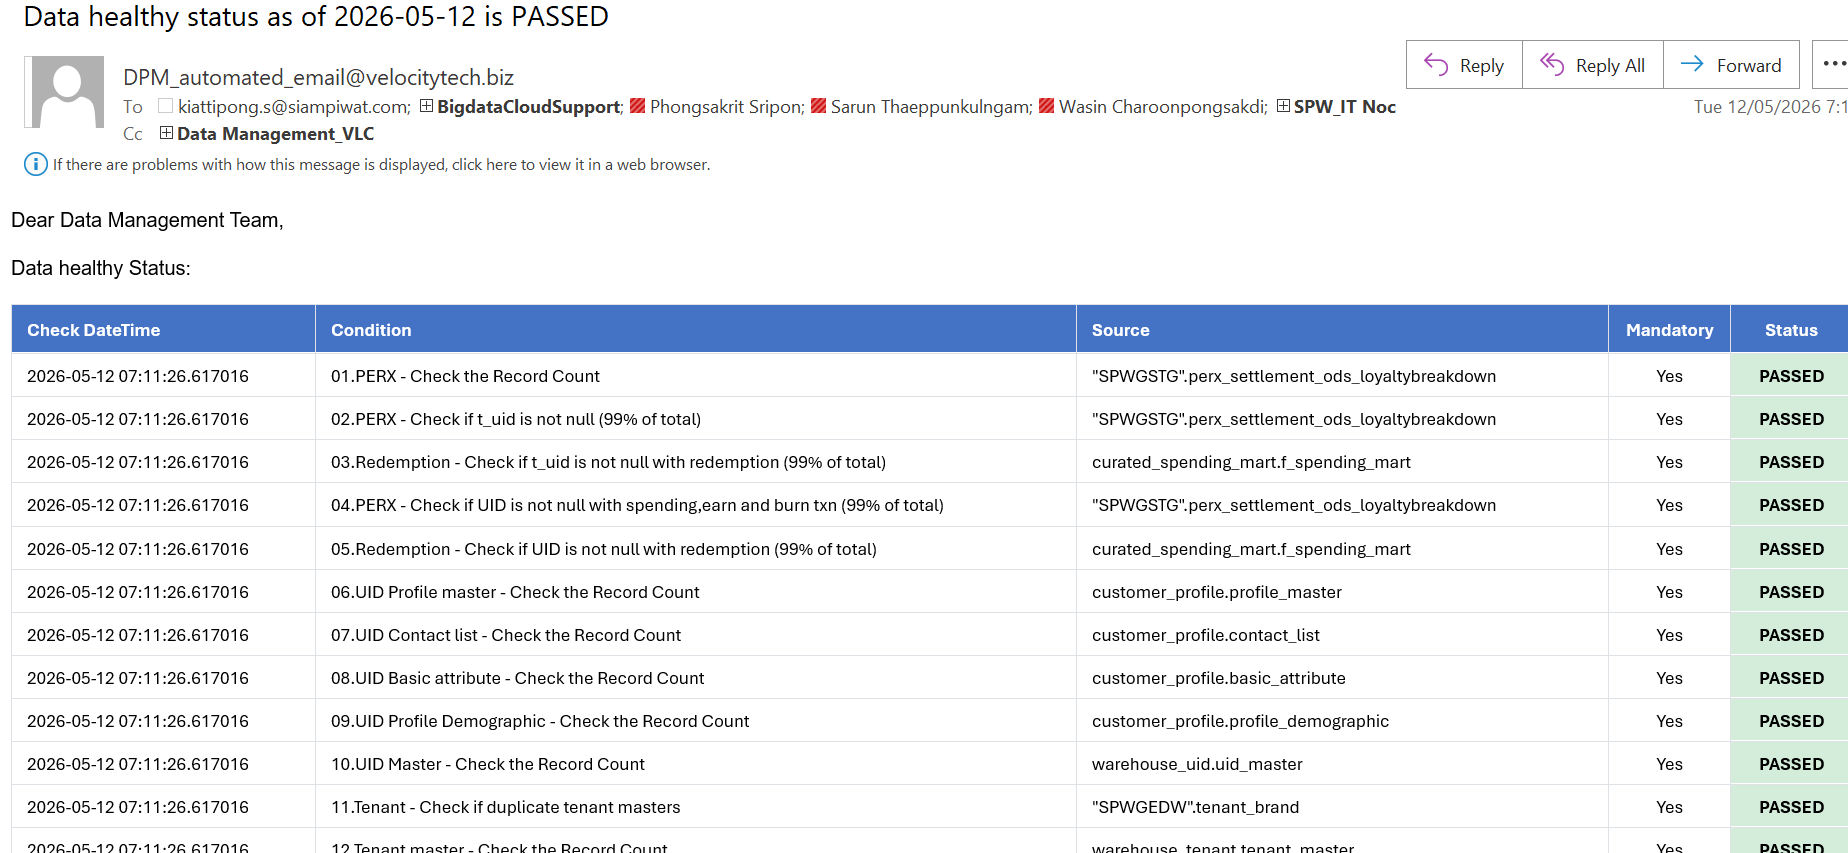 Data healthy status as of 2026-05-12 is PASSED
DPM_automated_email@velocitytech.biz
Reply Reply All Forward
To kiattipong.s@siampiwat.com; BigdataCloudSupport; Phongsakrit Sripon; Sarun Thaeppunkulngam; Wasin Charoonpongsakdi; SPW_IT Noc
Tue 12/05/2026 7:1
Cc Data Management_VLC
If there are problems with how this message is displayed, click here to view it in a web browser.
Dear Data Management Team,
Data healthy Status:
Check DateTime Condition Source Mandatory Status
2026-05-12 07:11:26.617016 01.PERX - Check the Record Count "SPWGSTG".perx_settlement_ods_loyaltybreakdown Yes PASSED
2026-05-12 07:11:26.617016 02.PERX - Check if t_uid is not null (99% of total) "SPWGSTG".perx_settlement_ods_loyaltybreakdown Yes PASSED
2026-05-12 07:11:26.617016 03.Redemption - Check if t_uid is not null with redemption (99% of total) curated_spending_mart.f_spending_mart Yes PASSED
2026-05-12 07:11:26.617016 04.PERX - Check if UID is not null with spending,earn and burn txn (99% of total) "SPWGSTG".perx_settlement_ods_loyaltybreakdown Yes PASSED
2026-05-12 07:11:26.617016 05.Redemption - Check if UID is not null with redemption (99% of total) curated_spending_mart.f_spending_mart Yes PASSED
2026-05-12 07:11:26.617016 06.UID Profile master - Check the Record Count customer_profile.profile_master Yes PASSED
2026-05-12 07:11:26.617016 07.UID Contact list - Check the Record Count customer_profile.contact_list Yes PASSED
2026-05-12 07:11:26.617016 08.UID Basic attribute - Check the Record Count customer_profile.basic_attribute Yes PASSED
2026-05-12 07:11:26.617016 09.UID Profile Demographic - Check the Record Count customer_profile.profile_demographic Yes PASSED
2026-05-12 07:11:26.617016 10.UID Master - Check the Record Count warehouse_uid.uid_master Yes PASSED
2026-05-12 07:11:26.617016 11.Tenant - Check if duplicate tenant masters "SPWGEDW".tenant_brand Yes PASSED
2026-05-12 07:11:26.617016 12.Tenant master - Check the Record Count warehouse_tenant.tenant_master Yes PASSED